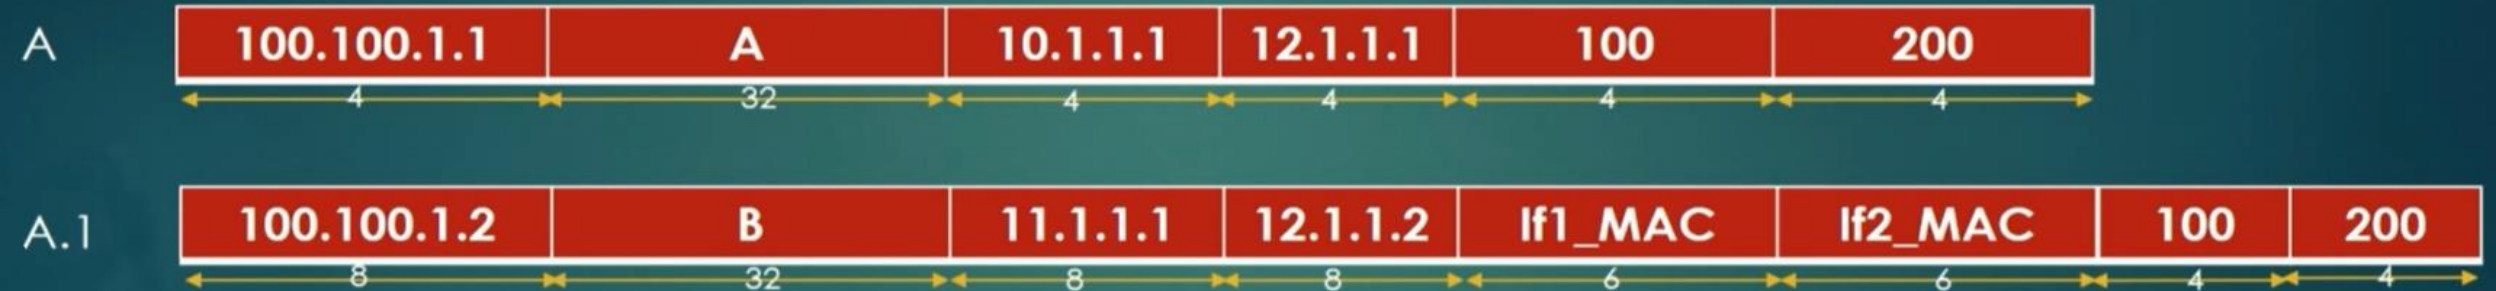 A 100.100.1.1 A 10.1.1.1 12.1.1.1 100 200
4 32 4 4 4 4
A.1 100.100.1.2 B 11.1.1.1 12.1.1.2 If1_MAC If2_MAC 100 200
8 32 8 8 6 6 4 4